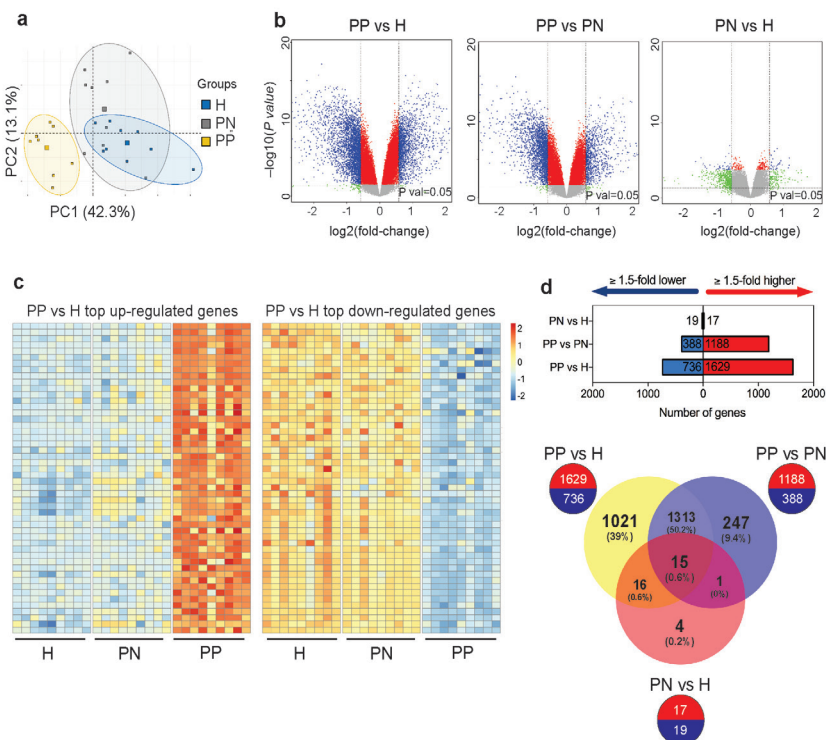 a
PC2 (13.1%)
PC1 (42.3%)
Groups
H
PN
PP
b
PP vs H
PP vs PN
PN vs H
–log10(P value)
20
10
0
P val=0.05
-2 -1 0 1 2
log2(fold-change)
20
10
0
P val=0.05
-2 -1 0 1 2
log2(fold-change)
20
10
0
P val=0.05
-2 -1 0 1 2
log2(fold-change)
c
PP vs H top up-regulated genes
PP vs H top down-regulated genes
2
1
0
-1
-2
H PN PP
H PN PP
d
≥ 1.5-fold lower
≥ 1.5-fold higher
PN vs H 19 17
PP vs PN 388 1188
PP vs H 736 1629
2000 1000 0 1000 2000
Number of genes
PP vs H
1629
736
PP vs PN
1188
388
1021
(39%)
1313
(50.2%)
247
(9.4%)
15
(0.6%)
16
(0.6%)
1
(0%)
4
(0.2%)
PN vs H
17
19